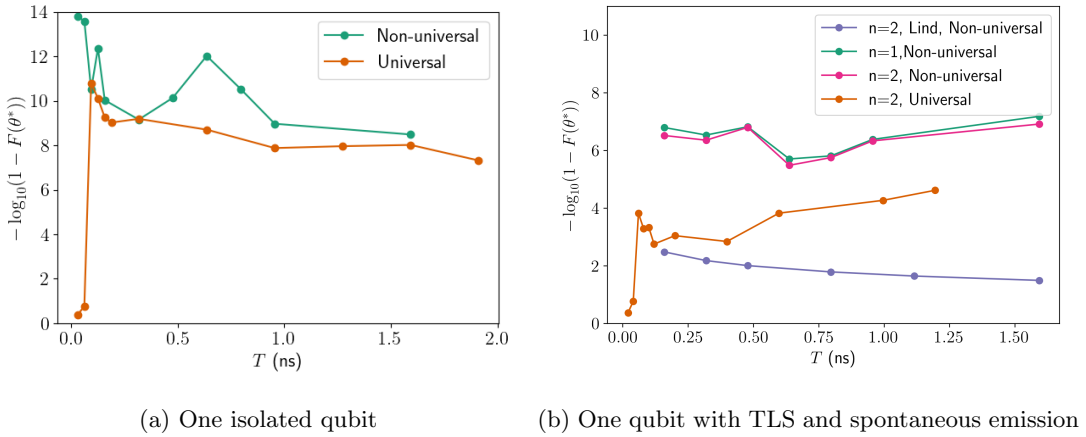 14
12
10
8
6
4
2
0
− log₁₀(1 − F(θ*))
Non-universal
Universal
0.0
0.5
1.0
1.5
2.0
T (ns)
(a) One isolated qubit
10
8
6
4
2
0
− log₁₀(1 − F(θ*))
n=2, Lind, Non-universal
n=1,Non-universal
n=2, Non-universal
n=2, Universal
0.00
0.25
0.50
0.75
1.00
1.25
1.50
T (ns)
(b) One qubit with TLS and spontaneous emission